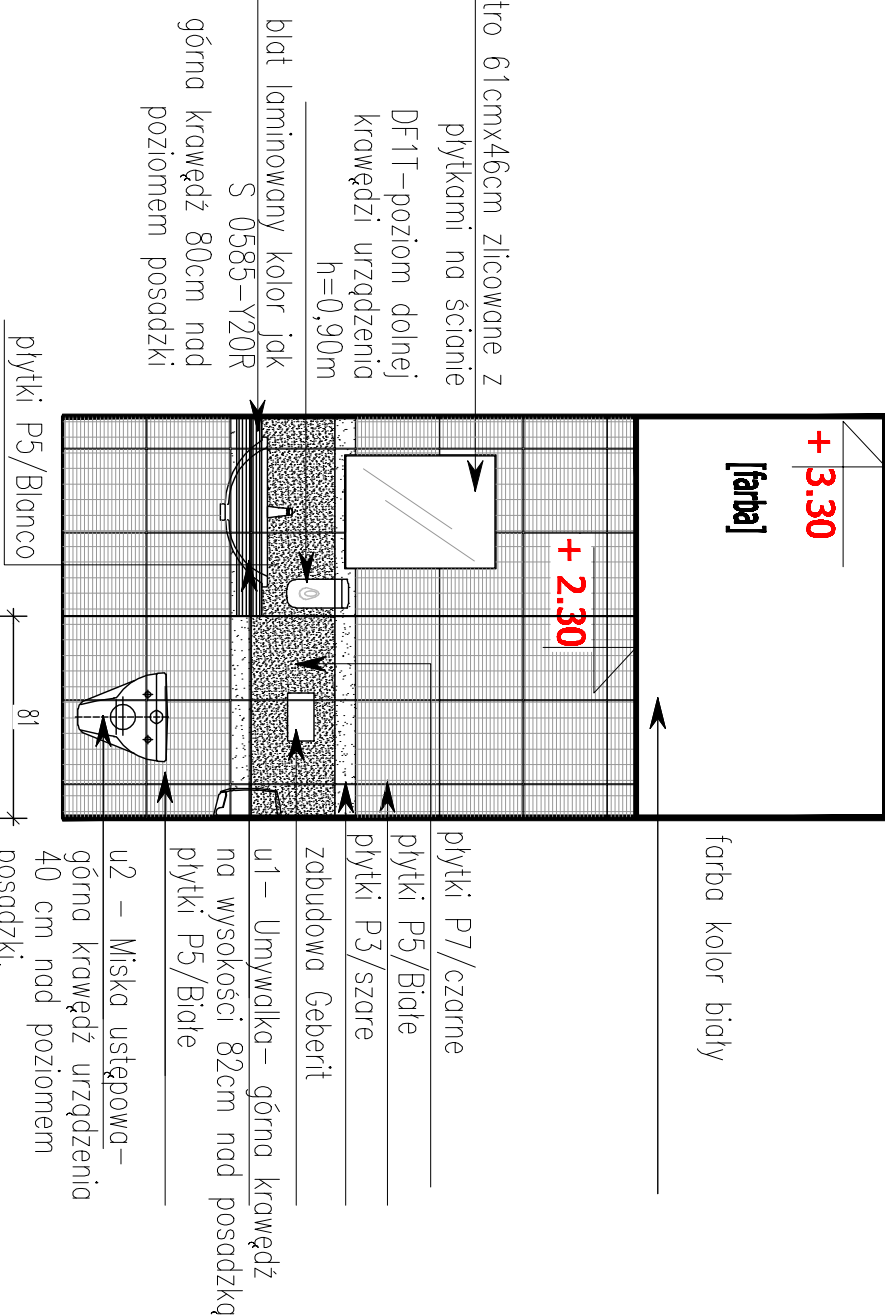 tro 61cmx46cm zlicowane z
płytkami na ścianie
DF1T-poziom dolnej
krawędzi urządzenia
h=0,90m
blat laminowany kolor jak
S 0585-Y20R
górna krawędź 80cm nad
poziomem posadzki
płytki P5/Blanco
+ 3.30
[farba]
+ 2.30
81
farba kolor biały
płytki P7/czarne
płytki P5/Białe
płytki P3/szare
zabudowa Geberit
u1- Umywalka- górna krawędź
na wysokości 82cm nad posadzką
płytki P5/Białe
u2 - Miska ustępowa-
górna krawędź urządzenia
40 cm nad poziomem
posadzki.